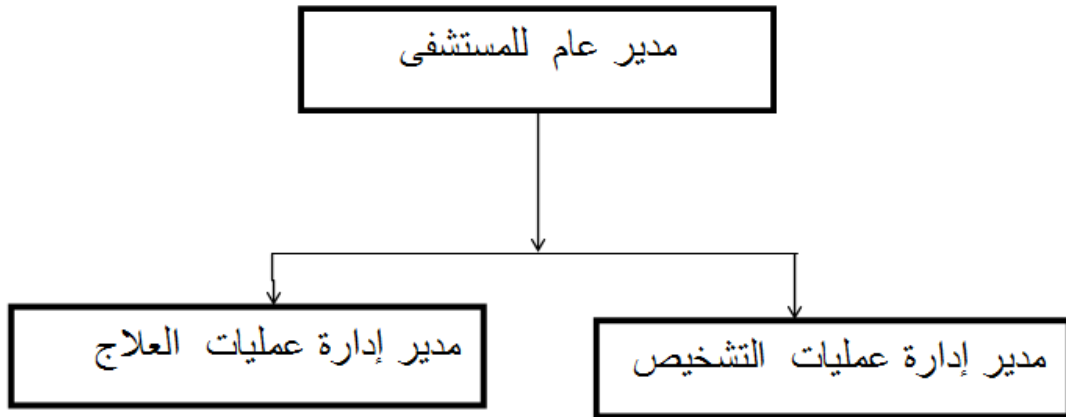 مدير عام للمستشفى
مدير إدارة عمليات التشخيص
مدير إدارة عمليات العلاج